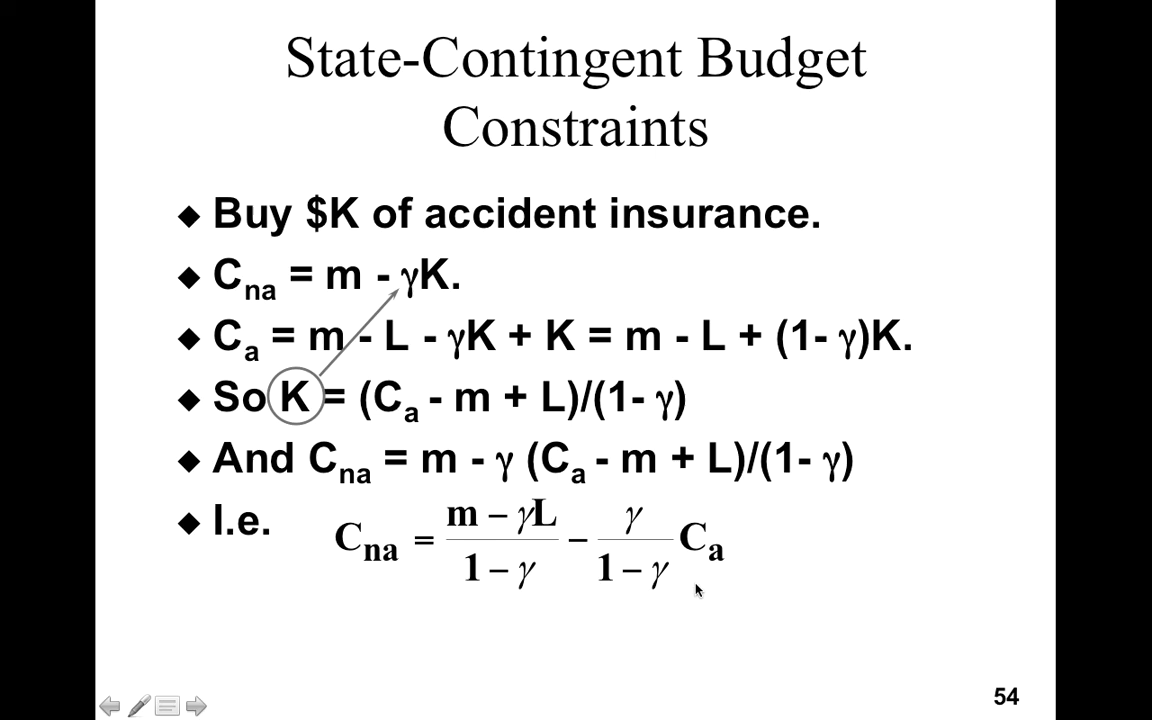 State-Contingent Budget
Constraints
◆ Buy $K of accident insurance.
◆ Cna = m - γK.
◆ Ca = m - L - γK + K = m - L + (1- γ)K.
◆ So K = (Ca - m + L)/(1- γ)
◆ And Cna = m - γ (Ca - m + L)/(1- γ)
◆ I.e. Cna = (m − γL)/(1 − γ) − γ/(1 − γ) Ca
54